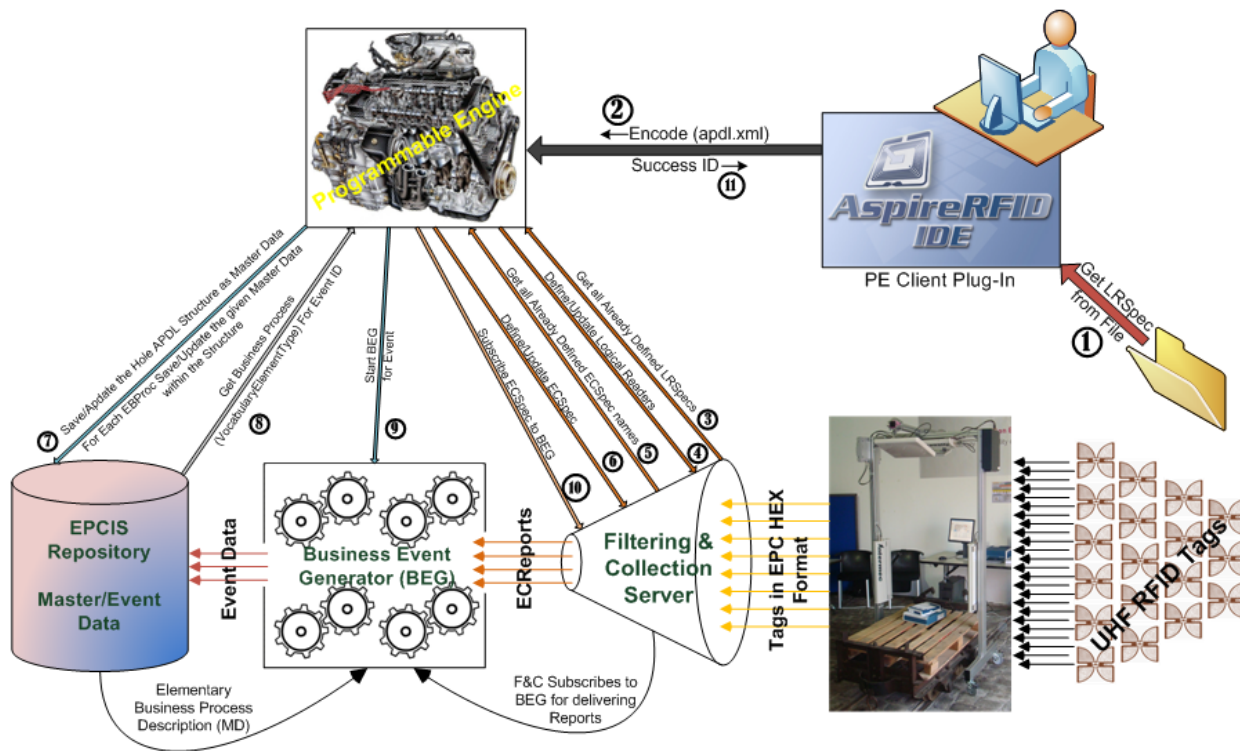 Programmable Engine
2
Encode (apdl.xml)
Success ID
11
AspireRFID
IDE
PE Client Plug-In
Get LRSpec
from File
1
Save/Apdate the Hole APDL Structure as Master Data
For Each EBProc Save/Update the given Master Data
within the Structure
7
Get Business Process
(VocabularyElementType) For Event ID
8
Start BEG
for Event
9
Subscribe ECSpec to BEG
10
Define/Update ECSpec
6
Get all Already Defined ECSpec names
5
Define/Update Logical Readers
4
Get all Already Defined LRSpecs
3
EPCIS
Repository
Master/Event
Data
Event Data
Business Event
Generator (BEG)
ECReports
Filtering &
Collection
Server
Tags in EPC HEX
Format
UHF RFID Tags
Elementary
Business Process
Description (MD)
F&C Subscribes to
BEG for delivering
Reports